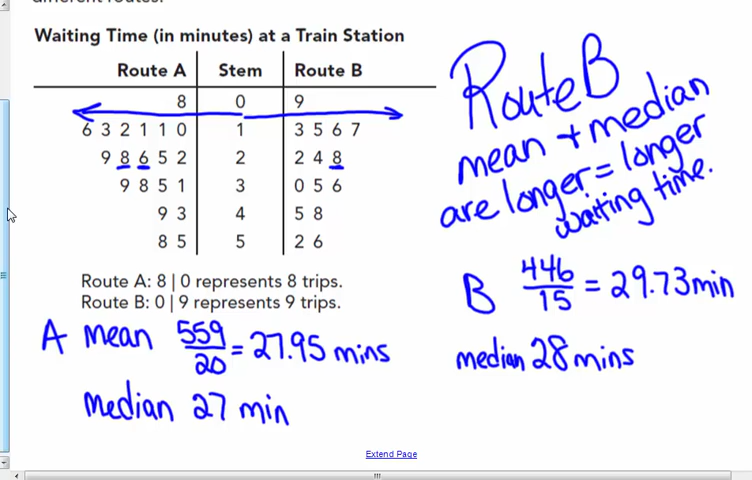 Waiting Time (in minutes) at a Train Station
Route A Stem Route B
8 0 9
6 3 2 1 1 0 1 3 5 6 7
9 8 6 5 2 2 2 4 8
9 8 5 1 3 0 5 6
9 3 4 5 8
8 5 5 2 6
Route A: 8 | 0 represents 8 trips.
Route B: 0 | 9 represents 9 trips.
A mean 559/20 = 27.95 mins
median 27 min
Route B
mean + median
are longer = longer
waiting time.
B 446/15 = 29.73 min
median 28 mins
Extend Page